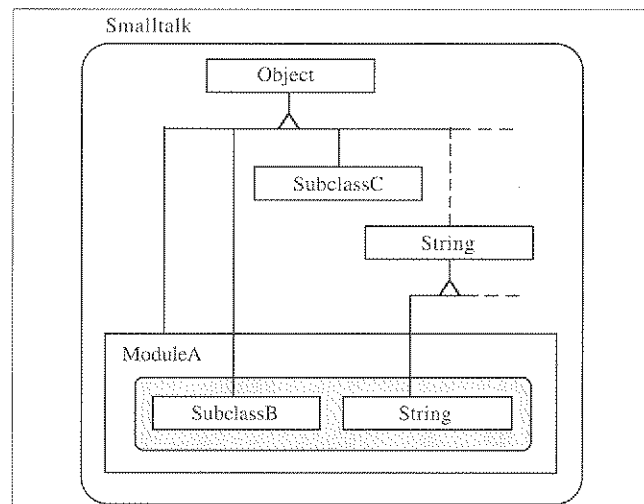 Smalltalk
Object
SubclassC
String
ModuleA
SubclassB
String